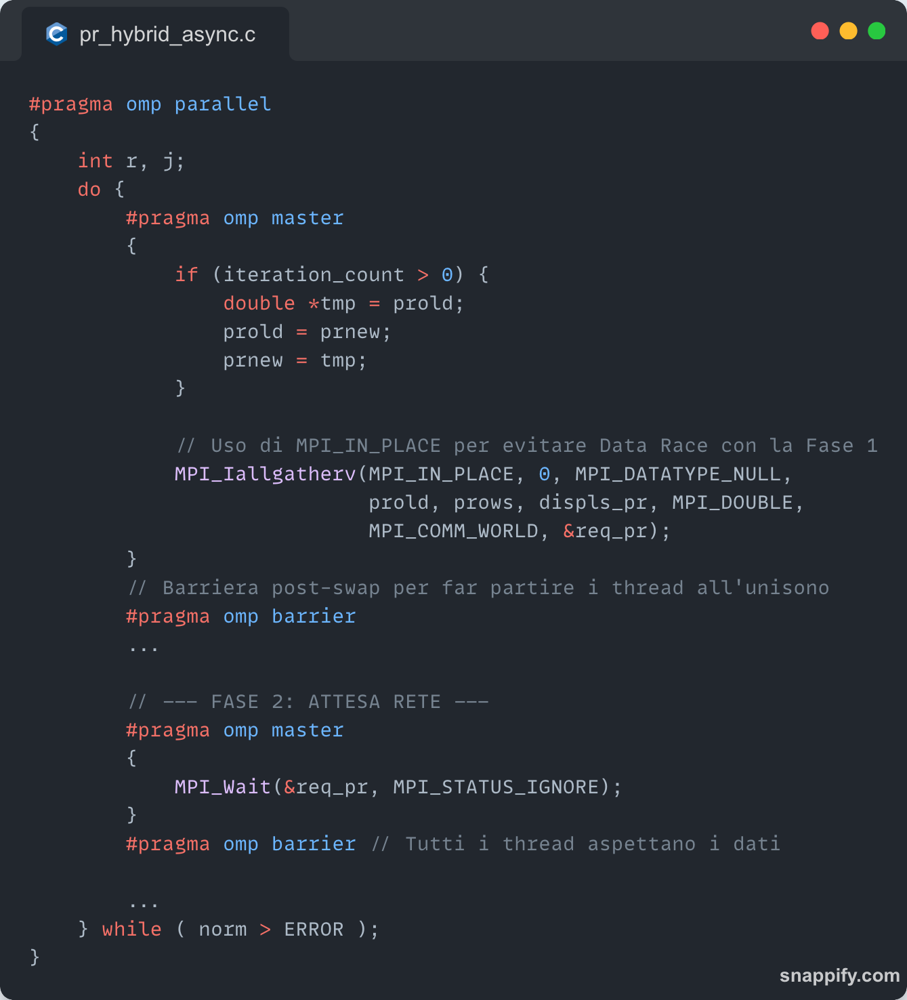 pr_hybrid_async.c
#pragma omp parallel
{
    int r, j;
    do {
        #pragma omp master
        {
            if (iteration_count > 0) {
                double *tmp = prold;
                prold = prnew;
                prnew = tmp;
            }
            // Uso di MPI_IN_PLACE per evitare Data Race con la Fase 1
            MPI_Iallgatherv(MPI_IN_PLACE, 0, MPI_DATATYPE_NULL,
                            prold, prows, displs_pr, MPI_DOUBLE,
                            MPI_COMM_WORLD, &req_pr);
        }
        // Barriera post-swap per far partire i thread all'unisono
        #pragma omp barrier
        ...
        // --- FASE 2: ATTESA RETE ---
        #pragma omp master
        {
            MPI_Wait(&req_pr, MPI_STATUS_IGNORE);
        }
        #pragma omp barrier // Tutti i thread aspettano i dati
        ...
    } while ( norm > ERROR );
}
snappify.com